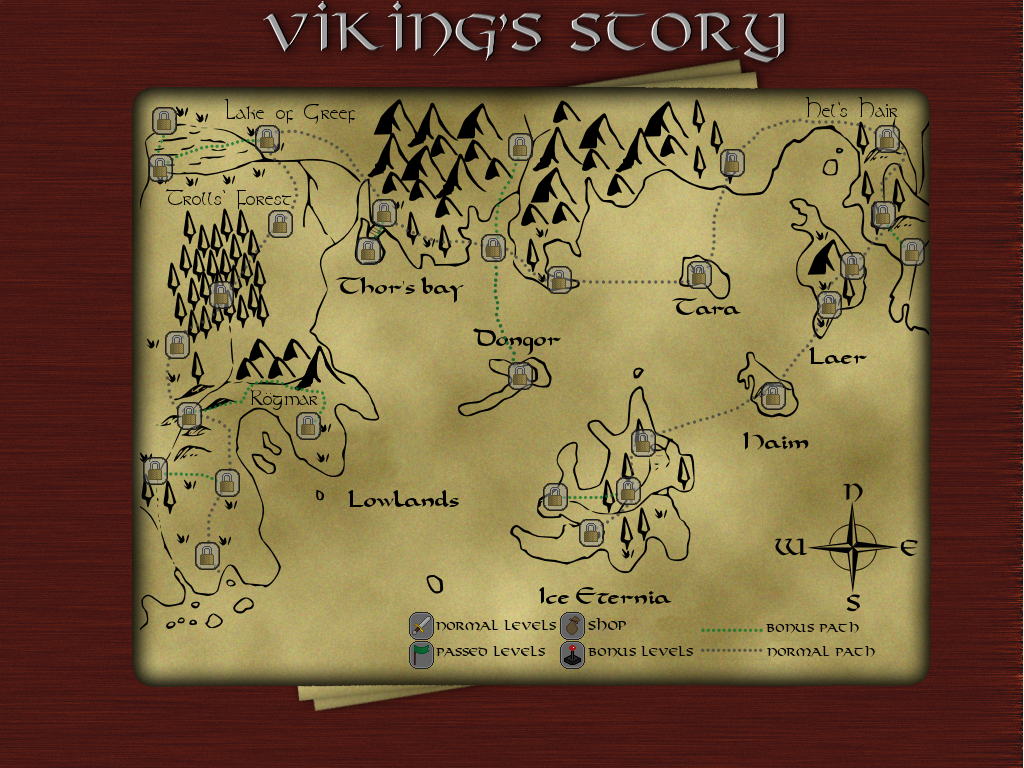 Viking's Story
Lake of Greef
Hel's Hair
Trolls' Forest
Thor's bay
Tara
Dongor
Laer
Rögmar
Haim
Lowlands
N
W E
S
Ice Eternia
normal levels shop bonus path
passed levels bonus levels normal path